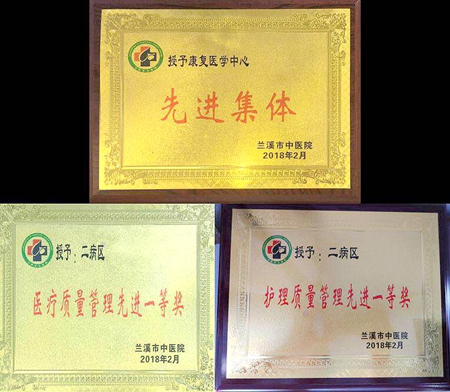 授予康复医学中心
先进集体
兰溪市中医院
2018年2月
授予：二病区
医疗质量管理先进一等奖
兰溪市中医院
2018年2月
授予：二病区
护理质量管理先进一等奖
兰溪市中医院
2018年2月